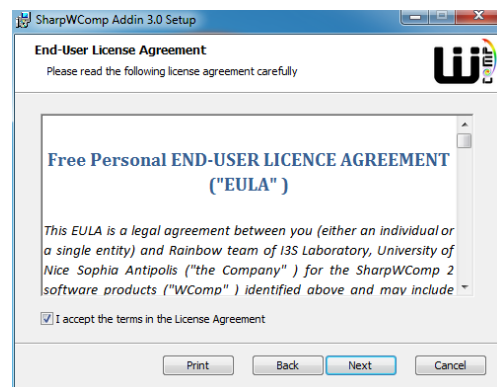 SharpWComp Addin 3.0 Setup
End-User License Agreement
Please read the following license agreement carefully
W
comp
Free Personal END-USER LICENCE AGREEMENT
("EULA" )
This EULA is a legal agreement between you (either an individual or
a single entity) and Rainbow team of I3S Laboratory, University of
Nice Sophia Antipolis ("the Company" ) for the SharpWComp 2
software products ("WComp" ) identified above and may include
I accept the terms in the License Agreement
Print
Back
Next
Cancel